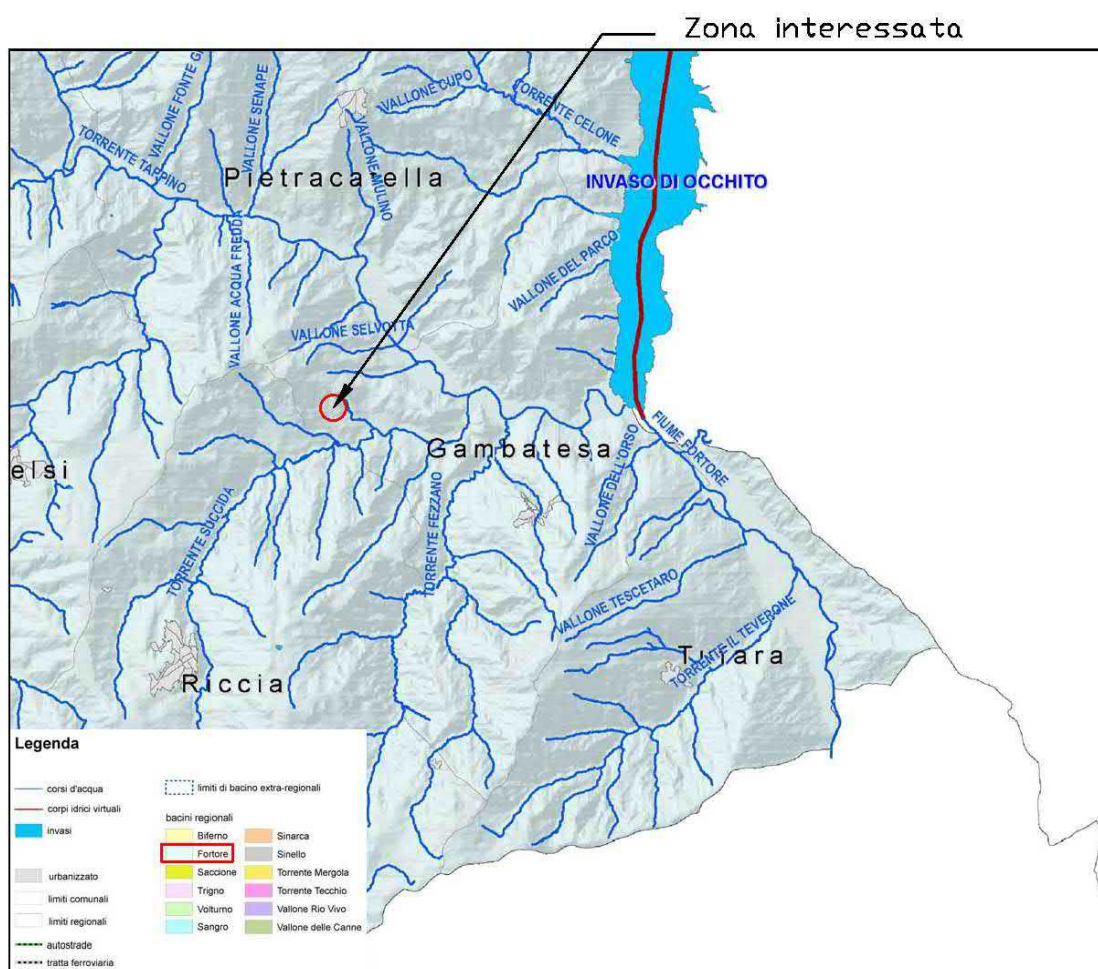 Zona interessata
VALLONE FONTE G
VALLONE SENAPE
VALLONE CUPO
TORRENTE CELONE
TORRENTE TAPPINO
VALLONE MULINO
Pietracatella
INVASO DI OCCHITO
VALLONE ACQUA FREDDA
VALLONE DEL PARCO
VALLONE SELVOTTA
FIUME FORTORE
Gambatesa
VALLONE DELL'ORSO
elsi
TORRENTE SUCCIDA
TORRENTE FEZZANO
VALLONE TESCETARO
TORRENTE IL TEVERONE
Tufara
Riccia
Legenda
corsi d'acqua
corpi idrici virtuali
invasi
urbanizzato
limiti comunali
limiti regionali
autostrade
tratta ferroviaria
limiti di bacino extra-regionali
bacini regionali
Biferno
Fortore
Saccione
Trigno
Volturno
Sangro
Sinarca
Sinello
Torrente Mergola
Torrente Tecchio
Vallone Rio Vivo
Vallone delle Canne